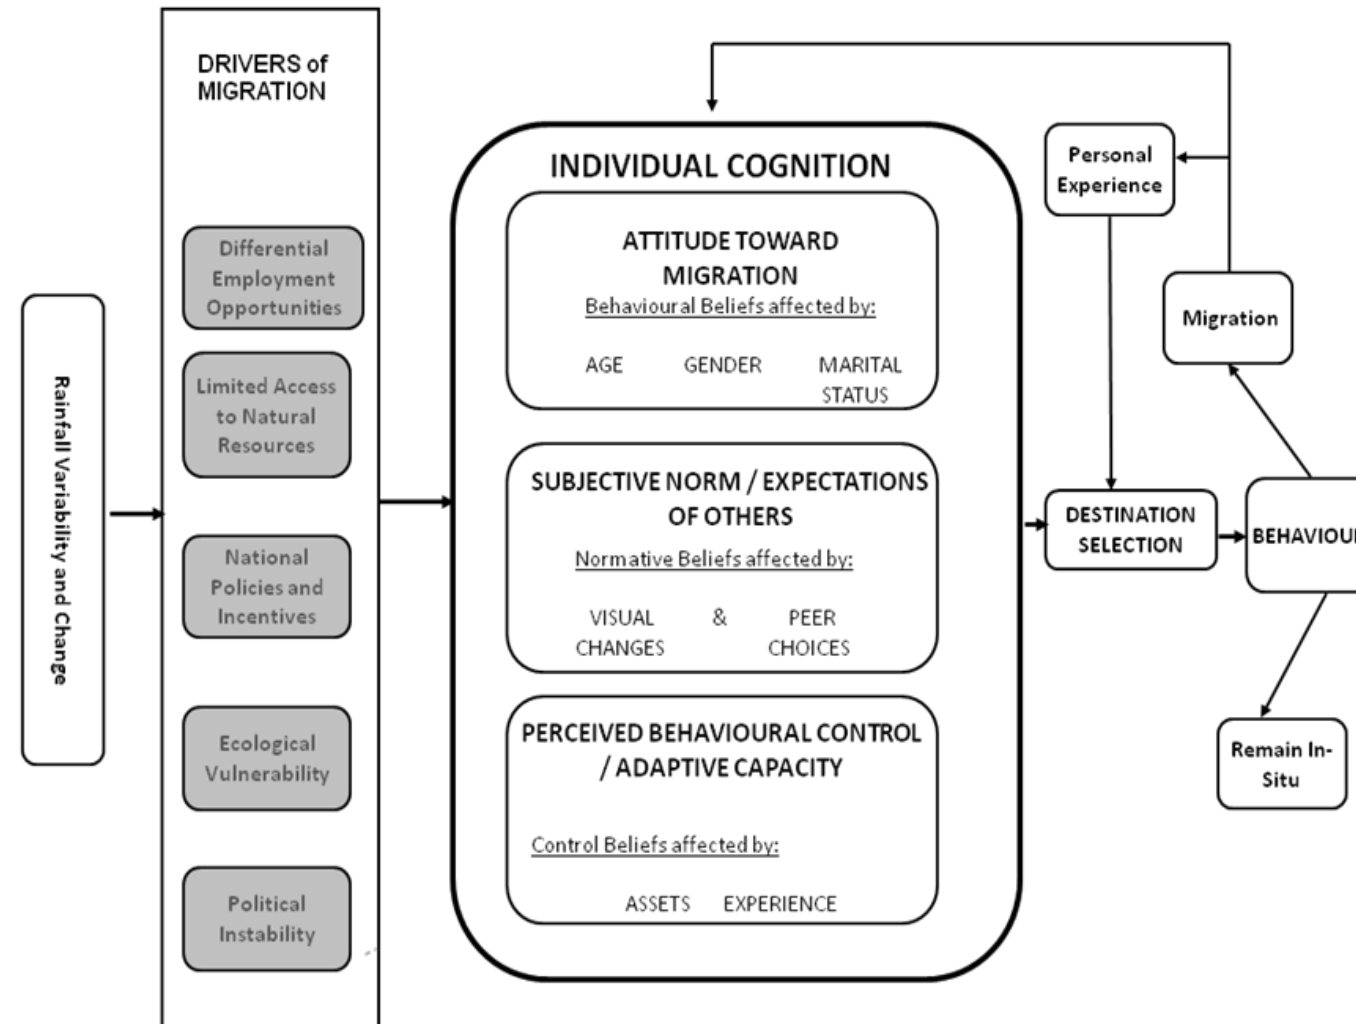 DRIVERS of
MIGRATION
Differential
Employment
Opportunities
Limited Access
to Natural
Resources
National
Policies and
Incentives
Ecological
Vulnerability
Political
Instability
Rainfall Variability and Change
INDIVIDUAL COGNITION
ATTITUDE TOWARD
MIGRATION
Behavioural Beliefs affected by:
AGE GENDER MARITAL
STATUS
SUBJECTIVE NORM / EXPECTATIONS
OF OTHERS
Normative Beliefs affected by:
VISUAL & PEER
CHANGES CHOICES
PERCEIVED BEHAVIOURAL CONTROL
/ ADAPTIVE CAPACITY
Control Beliefs affected by:
ASSETS EXPERIENCE
Personal
Experience
Migration
DESTINATION
SELECTION
BEHAVIOUR
Remain In-
Situ